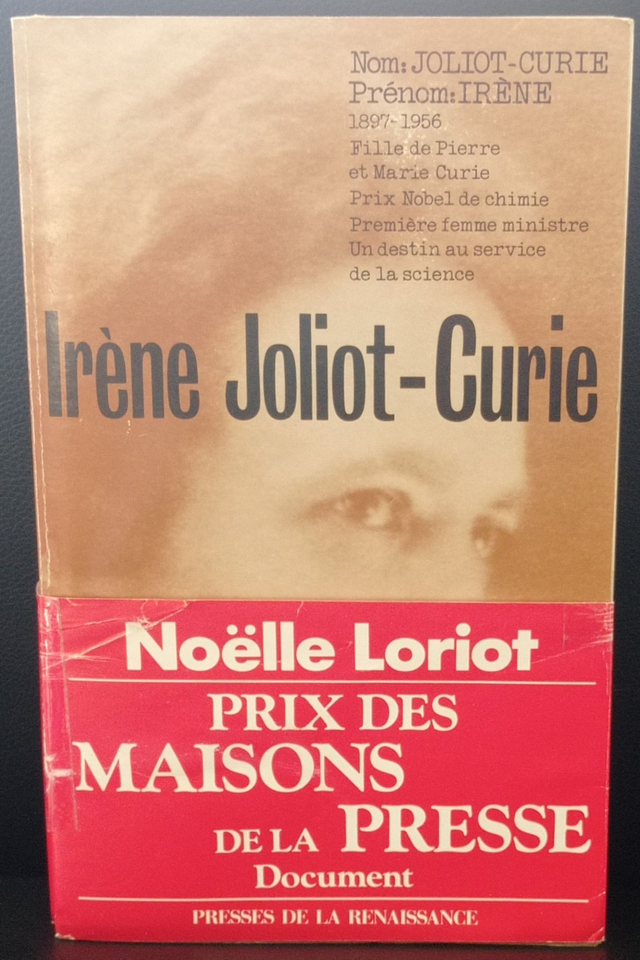 Nom: JOLIOT-CURIE
Prénom: IRÈNE
1897-1956
Fille de Pierre
et Marie Curie
Prix Nobel de chimie
Première femme ministre
Un destin au service
de la science
Irène Joliot-Curie
Noëlle Loriot
PRIX DES
MAISONS
DE LA PRESSE
Document
PRESSES DE LA RENAISSANCE